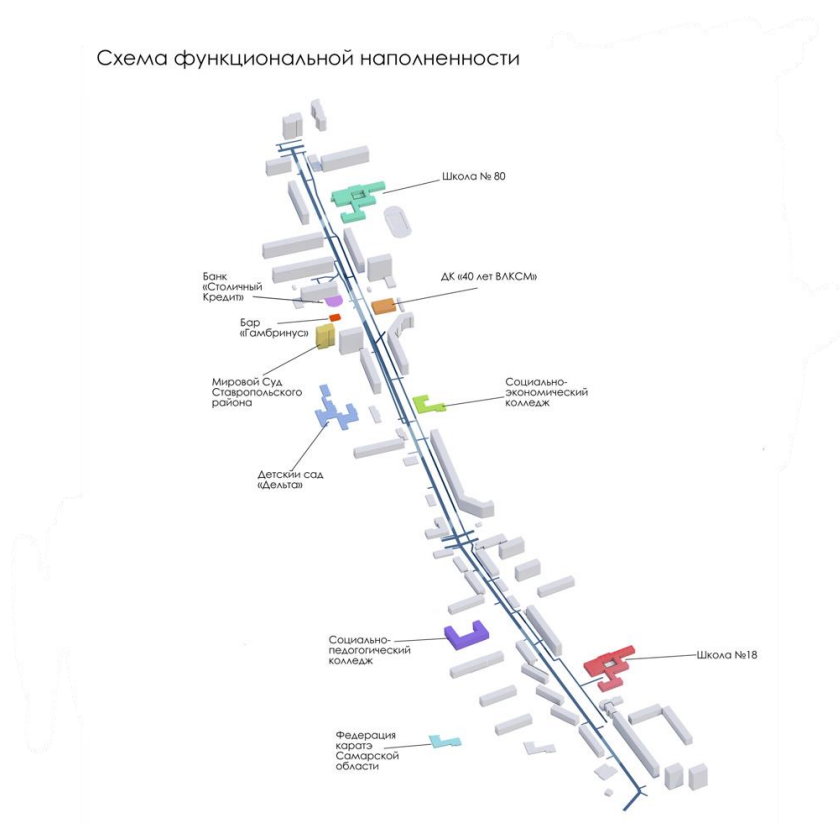 Схема функциональной наполненности
Школа № 80
Банк
«Столичный
Кредит»
ДК «40 лет ВЛКСМ»
Бар
«Гамбринус»
Мировой Суд
Ставропольского
района
Социально-
экономический
колледж
Детский сад
«Дельта»
Социально-
педогогический
колледж
Школа №18
Федерация
каратэ
Самарской
области